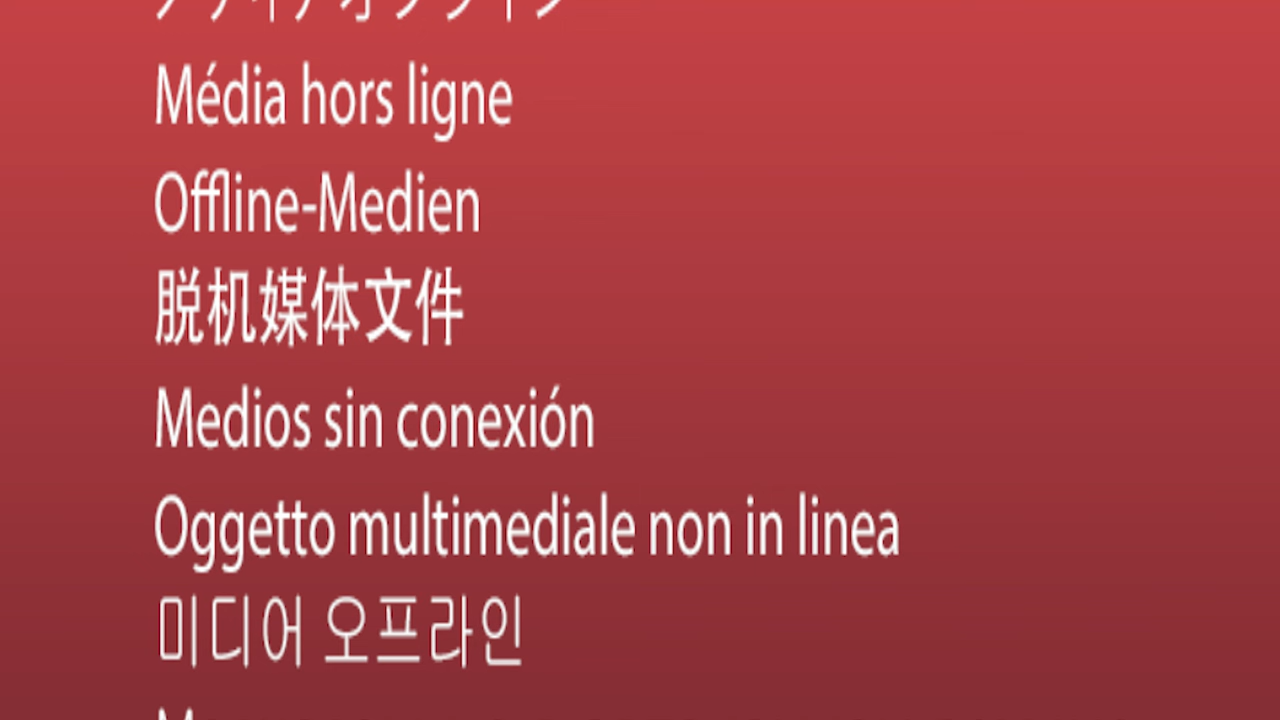 Média hors ligne
Offline-Medien
脱机媒体文件
Medios sin conexión
Oggetto multimediale non in linea
미디어 오프라인